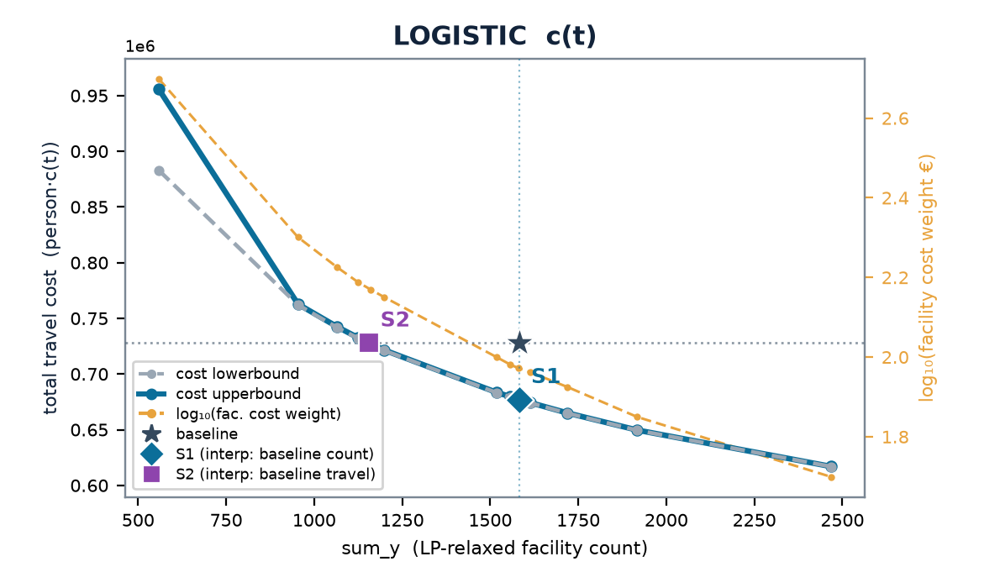 LOGISTIC  c(t)
1e6
0.95
0.90
0.85
0.80
0.75
0.70
0.65
0.60
total travel cost  (person·c(t))
2.6
2.4
2.2
2.0
1.8
log₁₀(facility cost weight €)
S2
S1
cost lowerbound
cost upperbound
log₁₀(fac. cost weight)
baseline
S1 (interp: baseline count)
S2 (interp: baseline travel)
500 750 1000 1250 1500 1750 2000 2250 2500
sum_y  (LP-relaxed facility count)